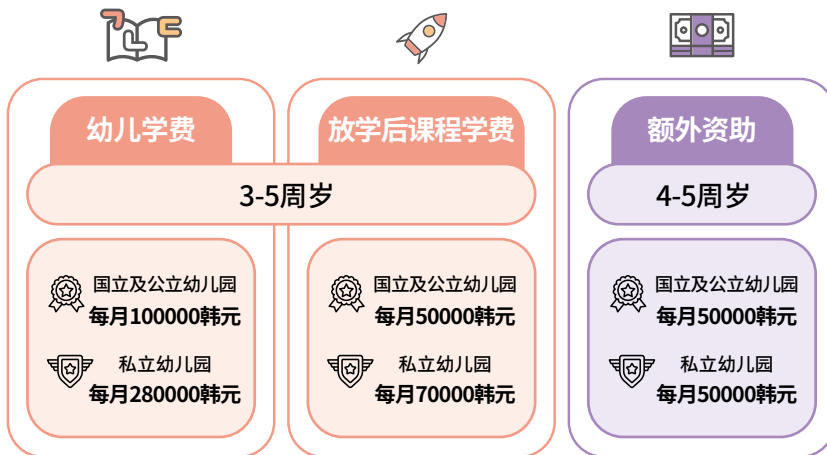 幼儿学费
放学后课程学费
3-5周岁
国立及公立幼儿园
每月100000韩元
私立幼儿园
每月280000韩元
国立及公立幼儿园
每月50000韩元
私立幼儿园
每月70000韩元
额外资助
4-5周岁
国立及公立幼儿园
每月50000韩元
私立幼儿园
每月50000韩元